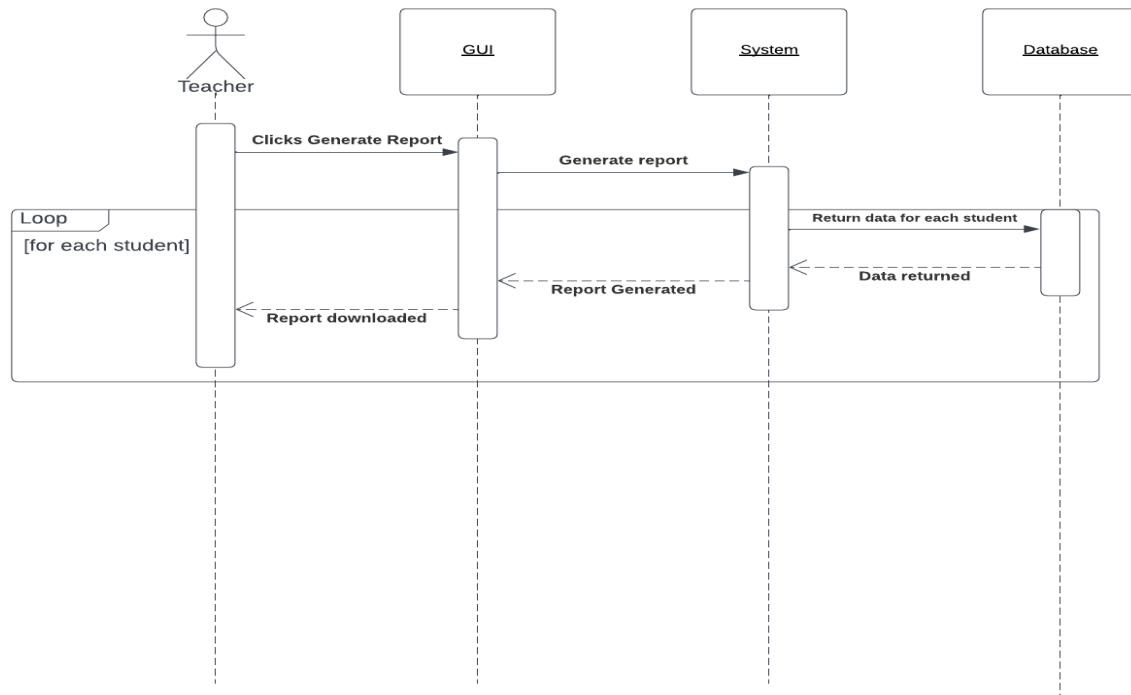 Teacher
GUI
System
Database
Clicks Generate Report
Generate report
Loop
[for each student]
Return data for each student
Data returned
Report Generated
Report downloaded